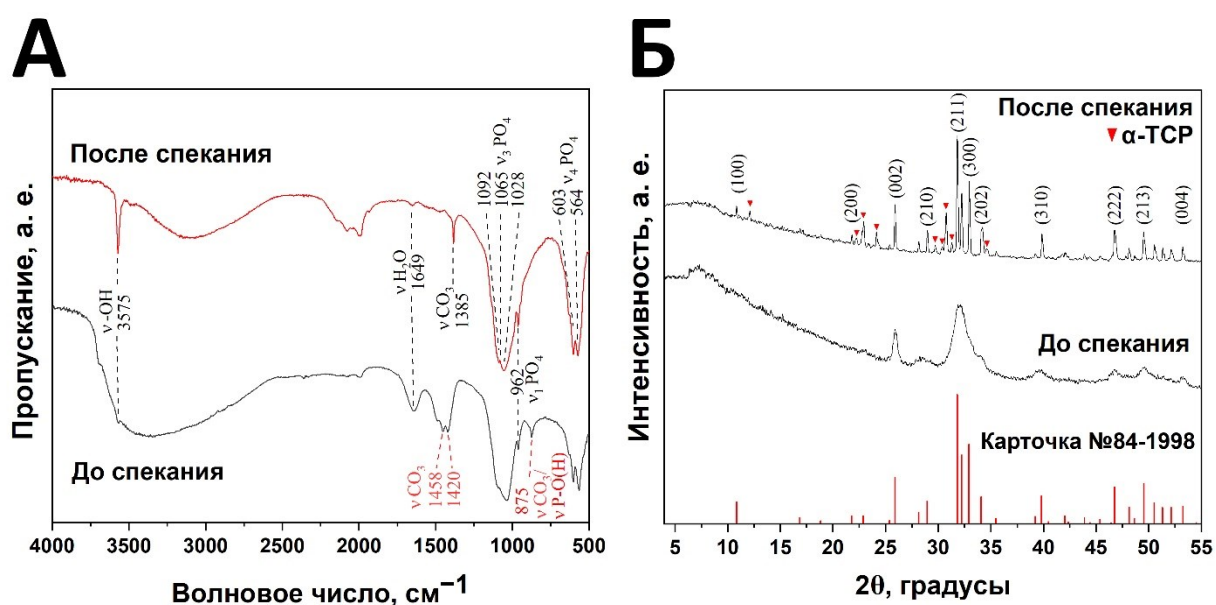 А
После спекания
ν -OH
3575
ν H₂O
1649
ν CO₃
1385
1092
1065 ν₃ PO₄
1028
603 ν₄ PO₄
564
962
ν₁ PO₄
До спекания
ν CO₃
1458
1420
875
ν CO₃/
ν P-O(H)
Пропускание, а. е.
4000 3500 3000 2500 2000 1500 1000 500
Волновое число, см⁻¹
Б
После спекания
α-TCP
(100)
(200)
(002)
(210)
(211)
(300)
(202)
(310)
(222)
(213)
(004)
До спекания
Карточка №84-1998
Интенсивность, а. е.
5 10 15 20 25 30 35 40 45 50 55
2θ, градусы